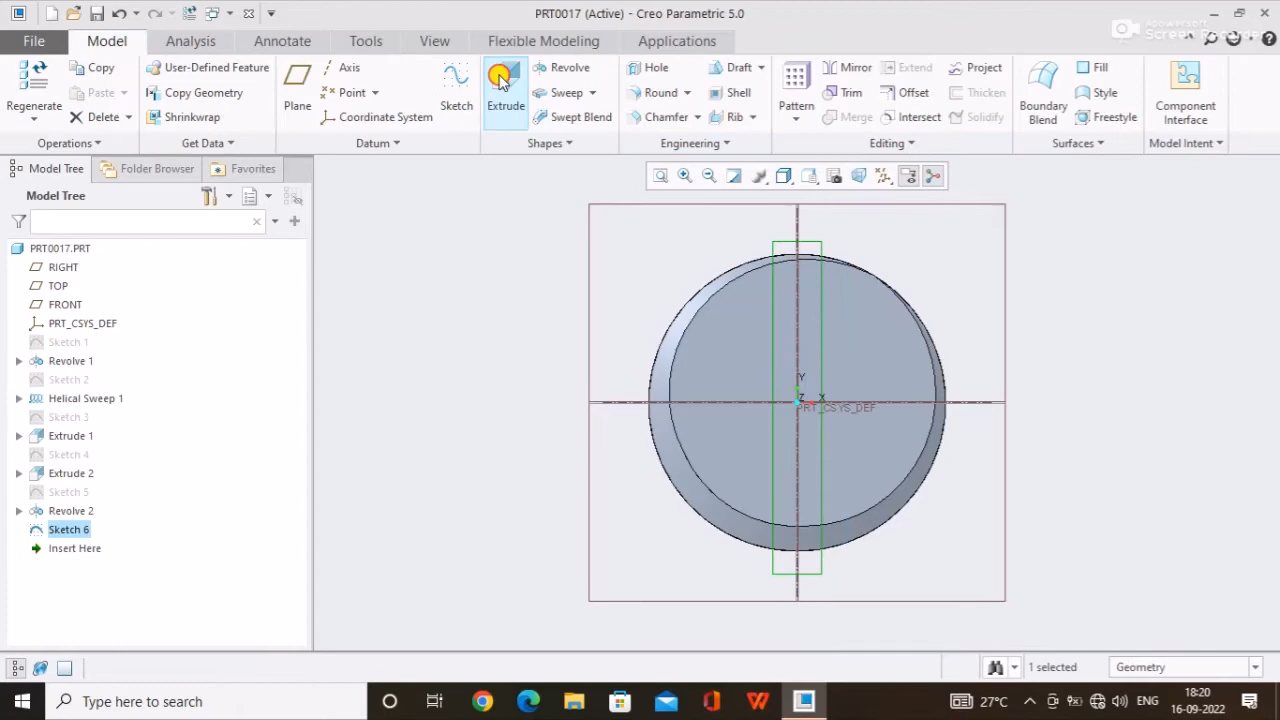 PRT0017 (Active) - Creo Parametric 5.0
File Model Analysis Annotate Tools View Flexible Modeling Applications
Screen Recorder
Regenerate
Copy
Paste
Delete
Operations
User-Defined Feature
Copy Geometry
Shrinkwrap
Get Data
Plane
Axis
Point
Coordinate System
Datum
Sketch
Extrude
Revolve
Sweep
Swept Blend
Shapes
Hole
Round
Chamfer
Draft
Shell
Rib
Engineering
Pattern
Mirror
Trim
Merge
Extend
Offset
Intersect
Project
Thicken
Solidify
Editing
Boundary
Blend
Fill
Style
Freestyle
Surfaces
Component
Interface
Model Intent
Model Tree Folder Browser Favorites
Model Tree
PRT0017.PRT
RIGHT
TOP
FRONT
PRT_CSYS_DEF
Sketch 1
Revolve 1
Sketch 2
Helical Sweep 1
Sketch 3
Extrude 1
Sketch 4
Extrude 2
Sketch 5
Revolve 2
Sketch 6
Insert Here
Y
Z X
PRT_CSYS_DEF
1 selected
Geometry
Type here to search
27°C
ENG
18:20
16-09-2022